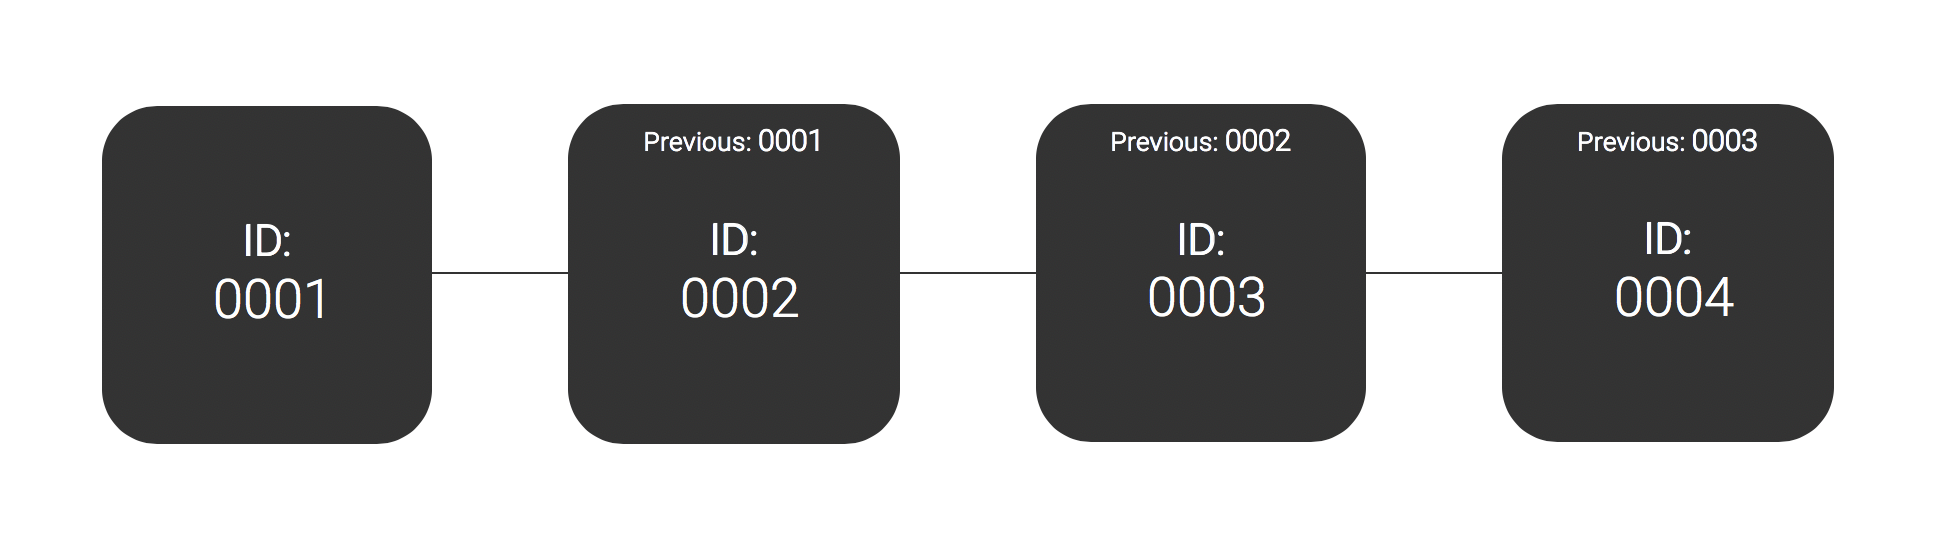 ID:
0001
Previous: 0001
ID:
0002
Previous: 0002
ID:
0003
Previous: 0003
ID:
0004